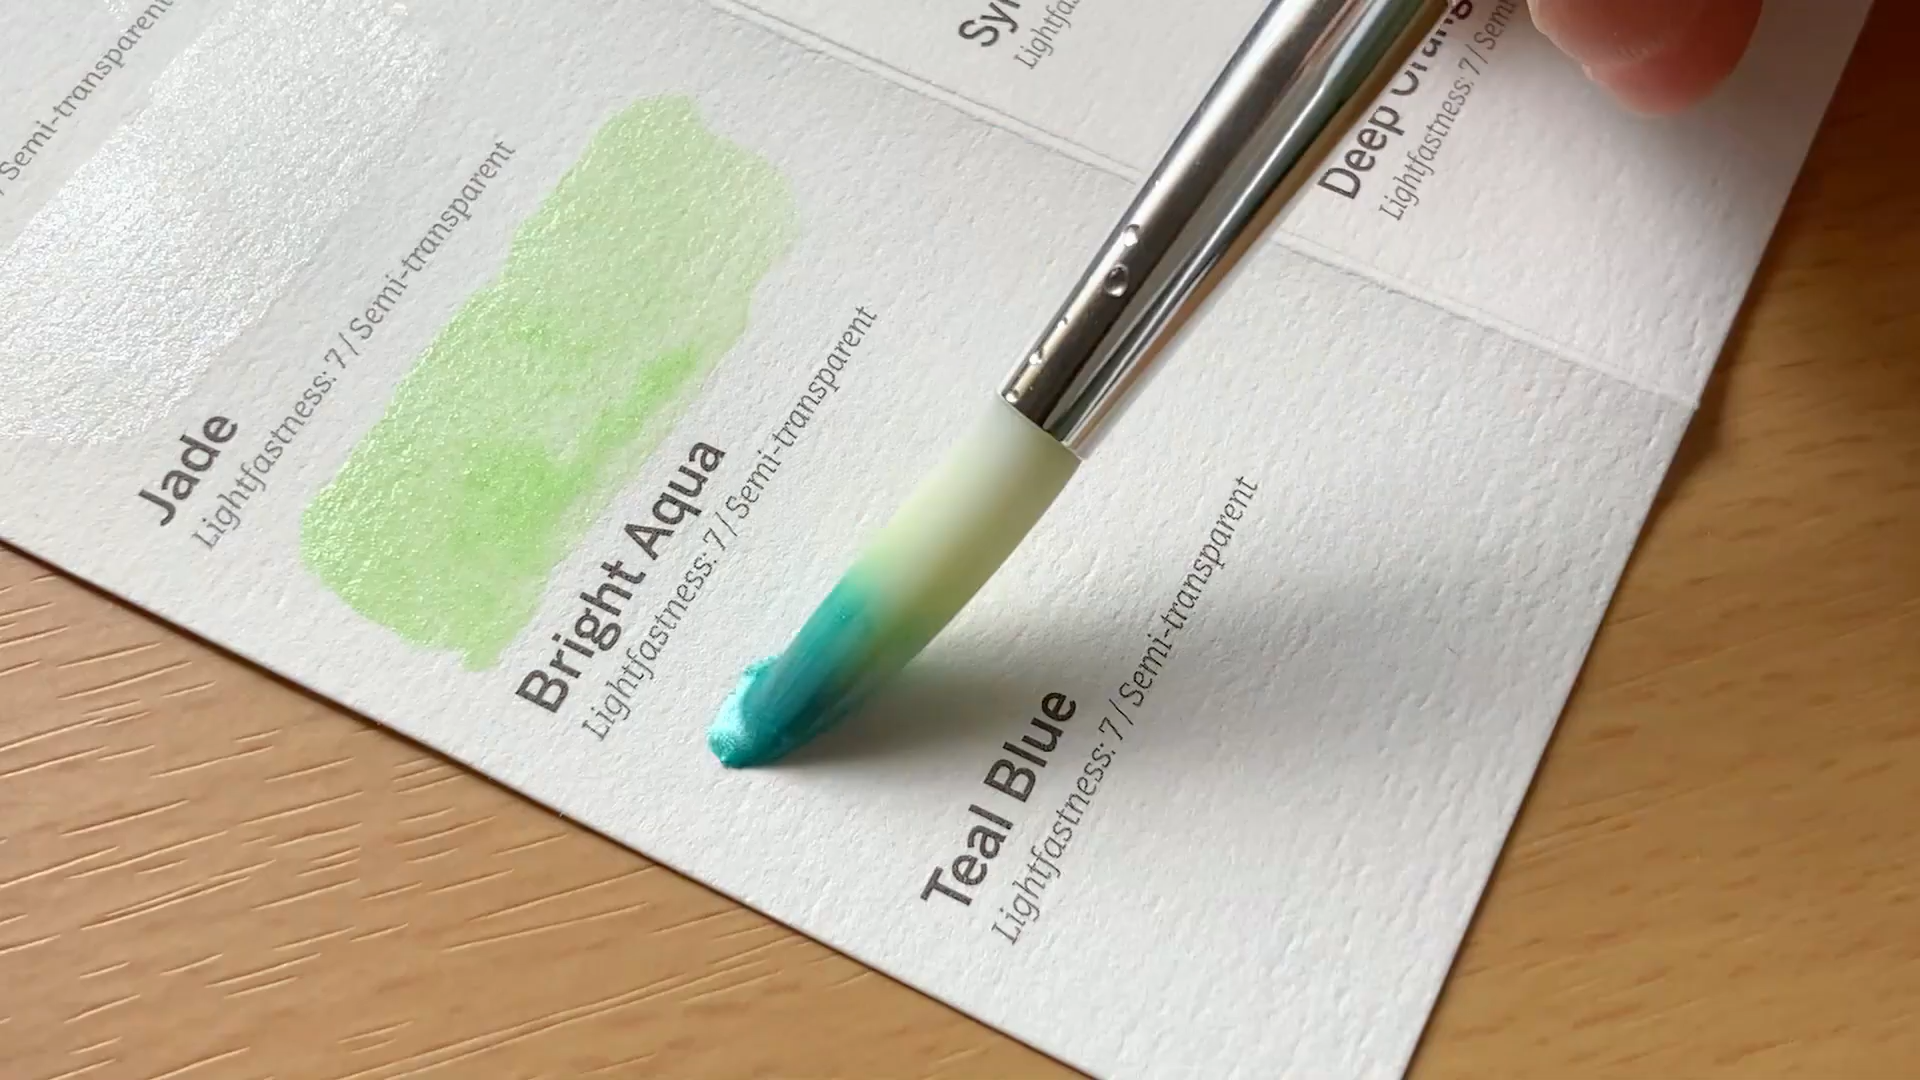 Semi-transparent
Jade
Lightfastness: 7 / Semi-transparent
Bright Aqua
Lightfastness: 7 / Semi-transparent
Teal Blue
Lightfastness: 7 / Semi-transparent
Deep
Lightfastness: 7 /